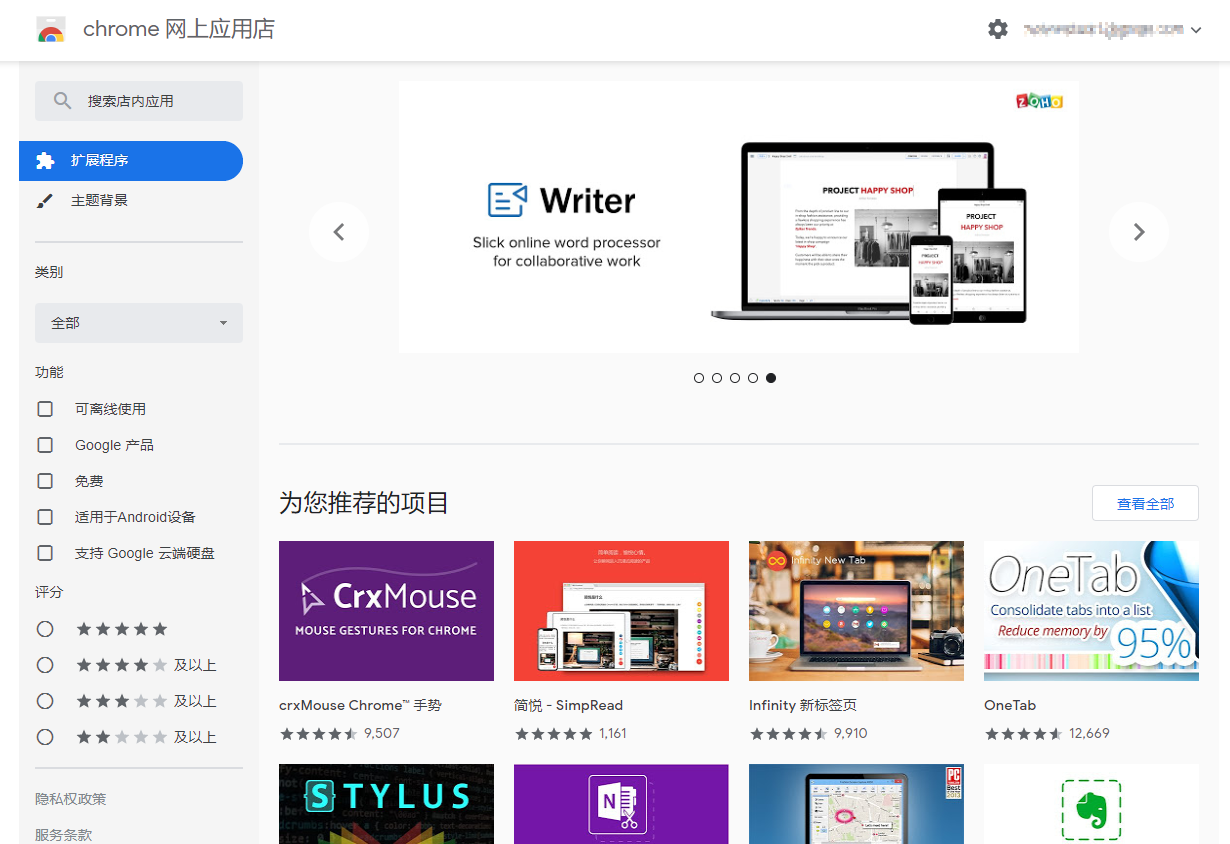 chrome 网上应用店
搜索店内应用
扩展程序
主题背景
类别
全部
功能
可离线使用
Google 产品
免费
适用于Android设备
支持 Google 云端硬盘
评分
及以上
及以上
及以上
隐私权政策
服务条款
ZOHO
Writer
Slick online word processor
for collaborative work
PROJECT HAPPY SHOP
PROJECT
HAPPY SHOP
为您推荐的项目
查看全部
CrxMouse
MOUSE GESTURES FOR CHROME
crxMouse Chrome™ 手势
9,507
简悦 - SimpRead
1,161
Infinity New Tab
Infinity 新标签页
9,910
OneTab
Consolidate tabs into a list
Reduce memory by 95%
OneTab
12,669
STYLUS
N
PC